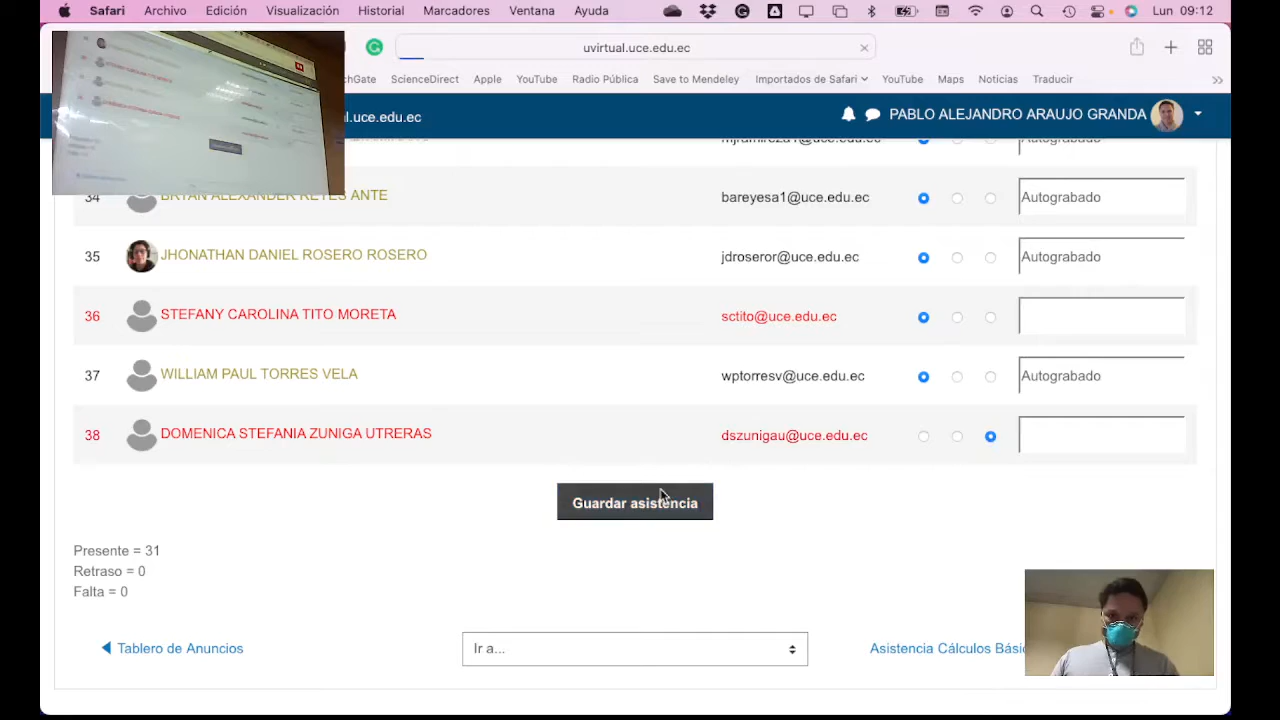 Safari Archivo Edición Visualización Historial Marcadores Ventana Ayuda Lun 09:12
uvirtual.uce.edu.ec
ScienceDirect Apple YouTube Radio Pública Save to Mendeley Importados de Safari YouTube Maps Noticias Traducir
al.uce.edu.ec PABLO ALEJANDRO ARAUJO GRANDA
34 BRYAN ALEXANDER REYES ANTE bareyesa1@uce.edu.ec Autograbado
35 JHONATHAN DANIEL ROSERO ROSERO jdroseror@uce.edu.ec Autograbado
36 STEFANY CAROLINA TITO MORETA sctito@uce.edu.ec
37 WILLIAM PAUL TORRES VELA wptorresv@uce.edu.ec Autograbado
38 DOMENICA STEFANIA ZUNIGA UTRERAS dszunigau@uce.edu.ec
Guardar asistencia
Presente = 31
Retraso = 0
Falta = 0
Tablero de Anuncios Ir a... Asistencia Cálculos Bási